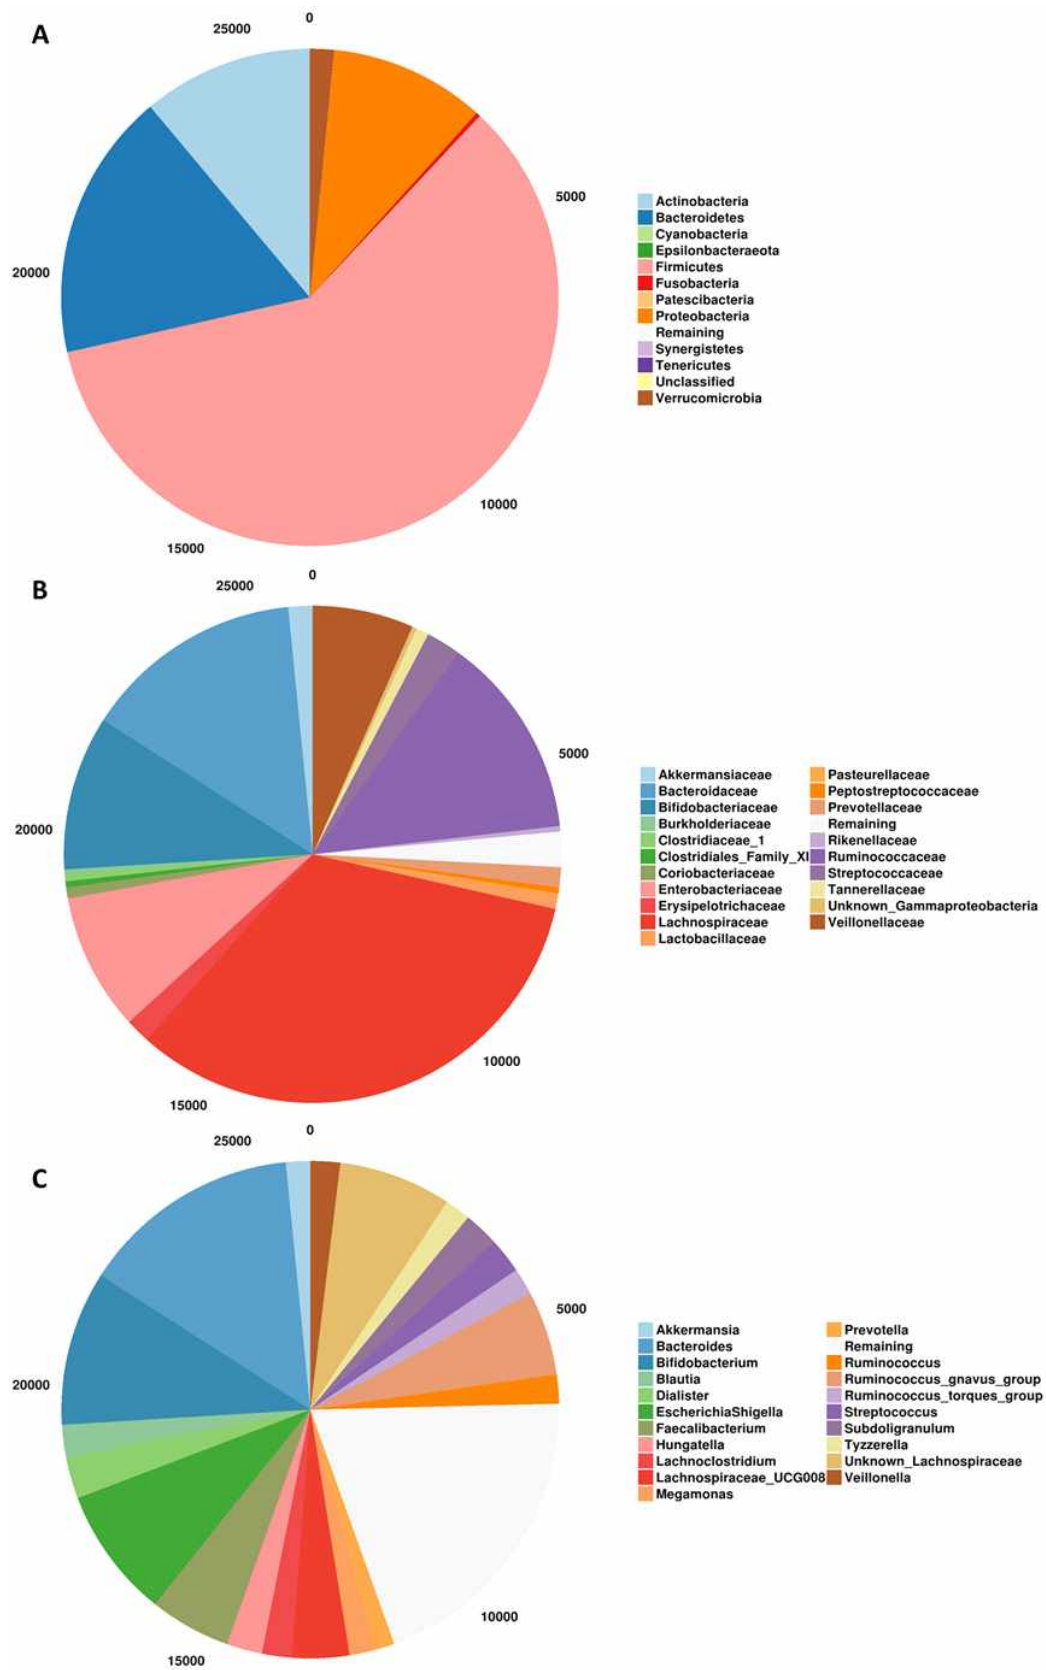 A
0
25000
5000
20000
10000
15000
Actinobacteria
Bacteroidetes
Cyanobacteria
Epsilonbacteraeota
Firmicutes
Fusobacteria
Patescibacteria
Proteobacteria
Remaining
Synergistetes
Tenericutes
Unclassified
Verrucomicrobia
B
0
25000
5000
20000
10000
15000
Akkermansiaceae
Bacteroidaceae
Bifidobacteriaceae
Burkholderiaceae
Clostridiaceae_1
Clostridiales_Family_XI
Coriobacteriaceae
Enterobacteriaceae
Erysipelotrichaceae
Lachnospiraceae
Lactobacillaceae
Pasteurellaceae
Peptostreptococcaceae
Prevotellaceae
Remaining
Rikenellaceae
Ruminococcaceae
Streptococcaceae
Tannerellaceae
Unknown_Gammaproteobacteria
Veillonellaceae
C
0
25000
5000
20000
10000
15000
Akkermansia
Bacteroides
Bifidobacterium
Blautia
Dialister
EscherichiaShigella
Faecalibacterium
Hungatella
Lachnoclostridium
Lachnospiraceae_UCG008
Megamonas
Prevotella
Remaining
Ruminococcus
Ruminococcus_gnavus_group
Ruminococcus_torques_group
Streptococcus
Subdoligranulum
Tyzzerella
Unknown_Lachnospiraceae
Veillonella